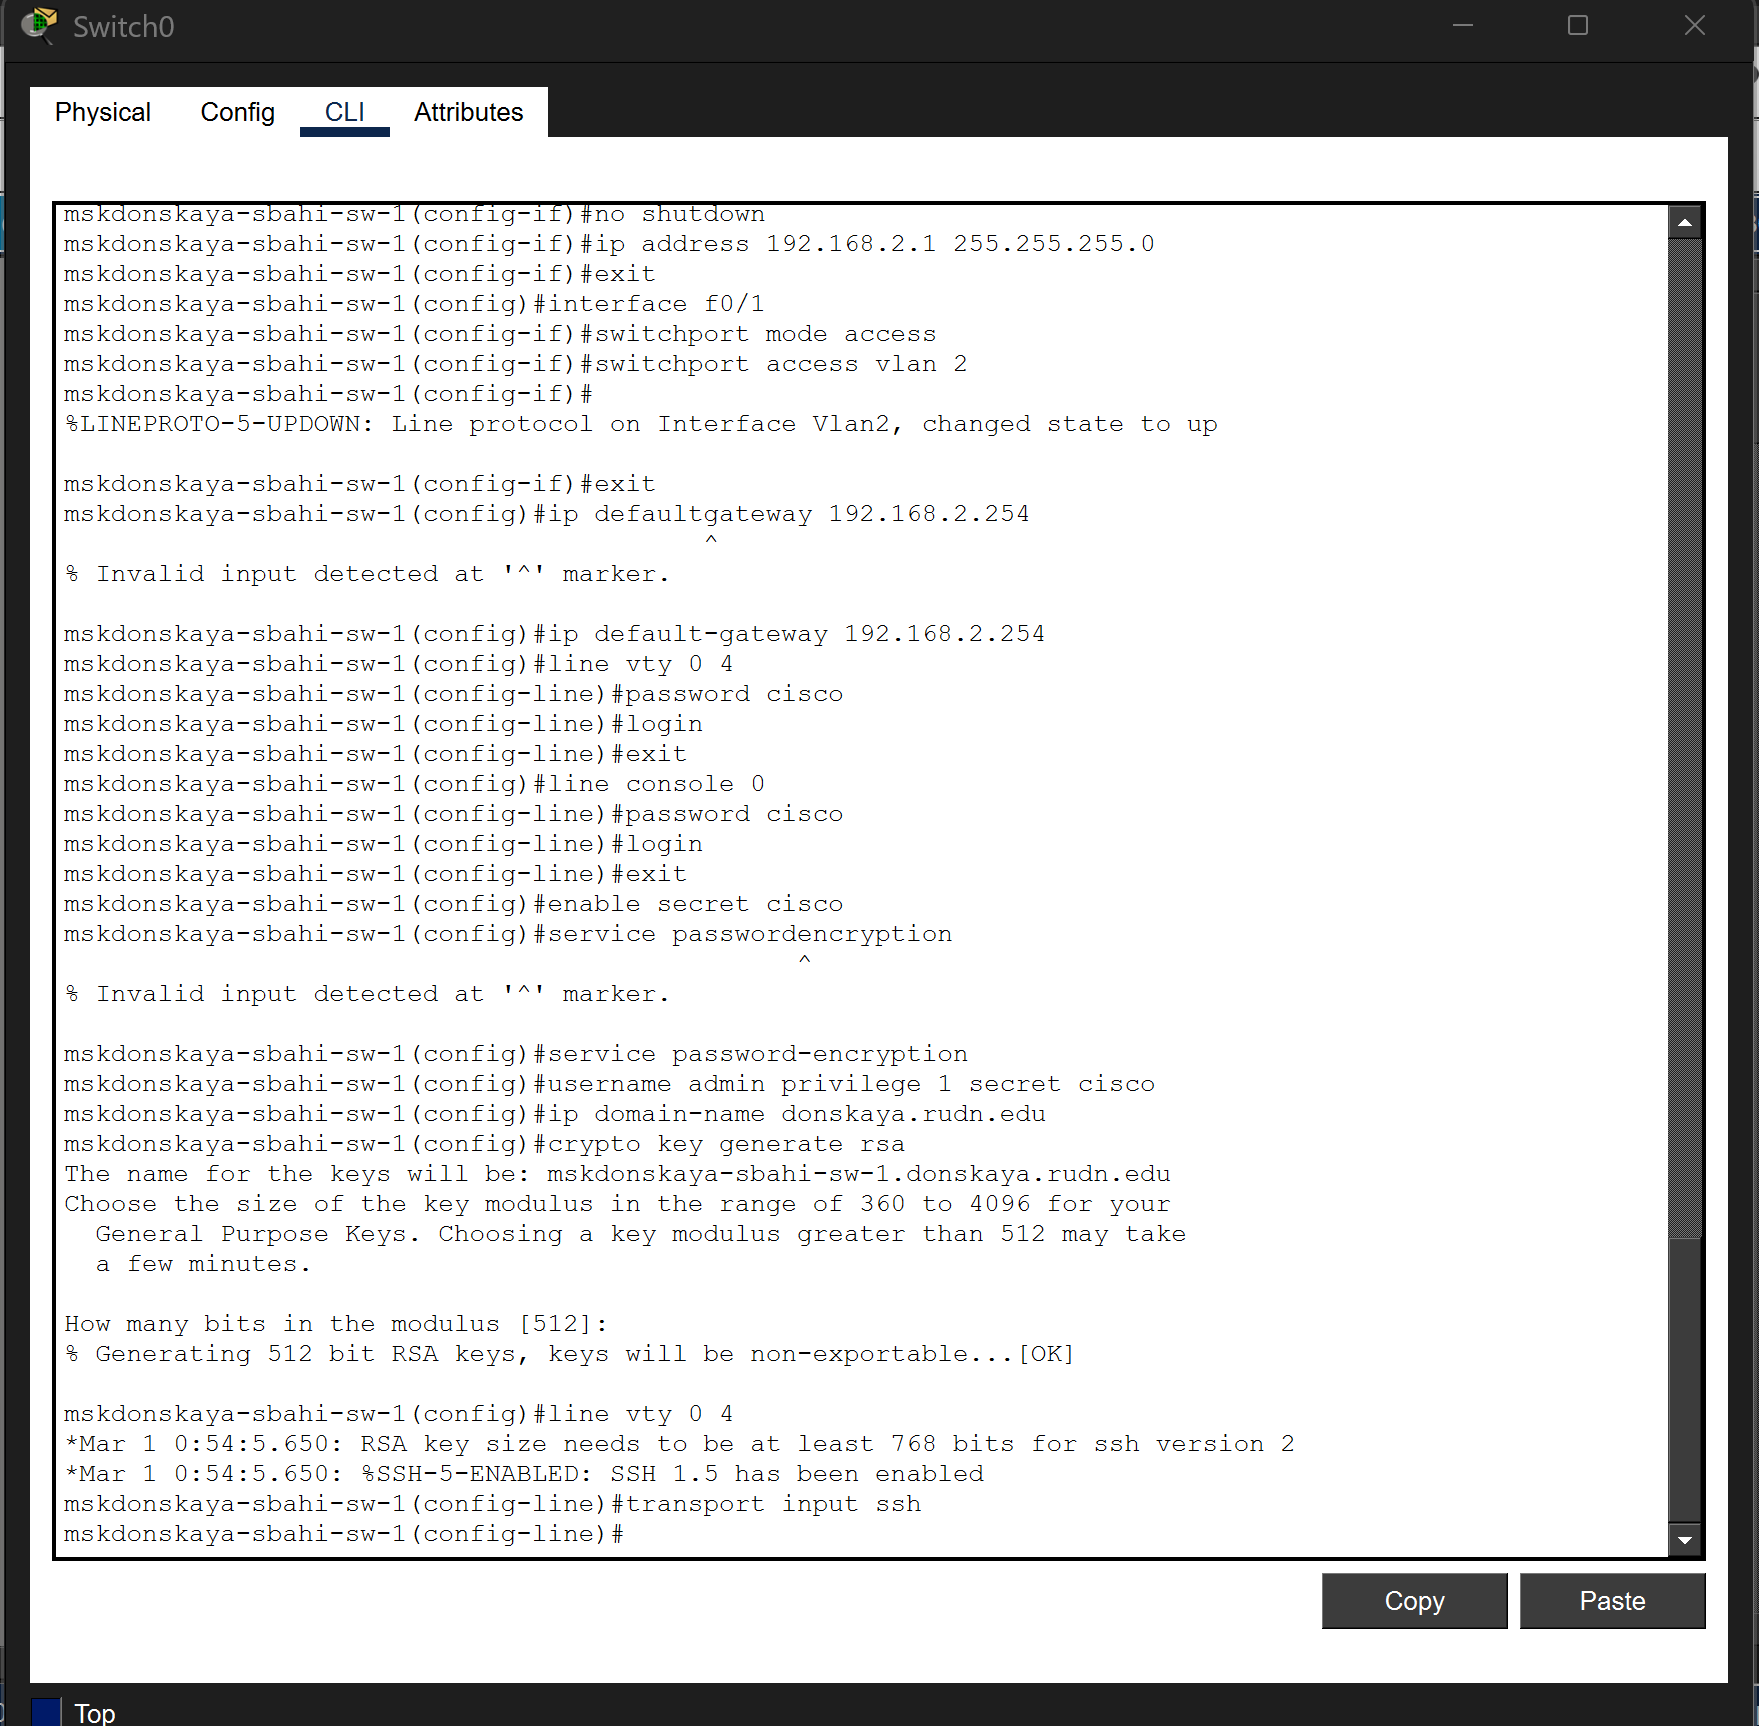 Switch0
Physical Config CLI Attributes
mskdonskaya-sbahi-sw-1(config-if)#no shutdown
mskdonskaya-sbahi-sw-1(config-if)#ip address 192.168.2.1 255.255.255.0
mskdonskaya-sbahi-sw-1(config-if)#exit
mskdonskaya-sbahi-sw-1(config)#interface f0/1
mskdonskaya-sbahi-sw-1(config-if)#switchport mode access
mskdonskaya-sbahi-sw-1(config-if)#switchport access vlan 2
mskdonskaya-sbahi-sw-1(config-if)#
%LINEPROTO-5-UPDOWN: Line protocol on Interface Vlan2, changed state to up
mskdonskaya-sbahi-sw-1(config-if)#exit
mskdonskaya-sbahi-sw-1(config)#ip defaultgateway 192.168.2.254
^
% Invalid input detected at '^' marker.
mskdonskaya-sbahi-sw-1(config)#ip default-gateway 192.168.2.254
mskdonskaya-sbahi-sw-1(config)#line vty 0 4
mskdonskaya-sbahi-sw-1(config-line)#password cisco
mskdonskaya-sbahi-sw-1(config-line)#login
mskdonskaya-sbahi-sw-1(config-line)#exit
mskdonskaya-sbahi-sw-1(config)#line console 0
mskdonskaya-sbahi-sw-1(config-line)#password cisco
mskdonskaya-sbahi-sw-1(config-line)#login
mskdonskaya-sbahi-sw-1(config-line)#exit
mskdonskaya-sbahi-sw-1(config)#enable secret cisco
mskdonskaya-sbahi-sw-1(config)#service passwordencryption
^
% Invalid input detected at '^' marker.
mskdonskaya-sbahi-sw-1(config)#service password-encryption
mskdonskaya-sbahi-sw-1(config)#username admin privilege 1 secret cisco
mskdonskaya-sbahi-sw-1(config)#ip domain-name donskaya.rudn.edu
mskdonskaya-sbahi-sw-1(config)#crypto key generate rsa
The name for the keys will be: mskdonskaya-sbahi-sw-1.donskaya.rudn.edu
Choose the size of the key modulus in the range of 360 to 4096 for your
General Purpose Keys. Choosing a key modulus greater than 512 may take
a few minutes.
How many bits in the modulus [512]:
% Generating 512 bit RSA keys, keys will be non-exportable...[OK]
mskdonskaya-sbahi-sw-1(config)#line vty 0 4
*Mar 1 0:54:5.650: RSA key size needs to be at least 768 bits for ssh version 2
*Mar 1 0:54:5.650: %SSH-5-ENABLED: SSH 1.5 has been enabled
mskdonskaya-sbahi-sw-1(config-line)#transport input ssh
mskdonskaya-sbahi-sw-1(config-line)#
Copy Paste
Top